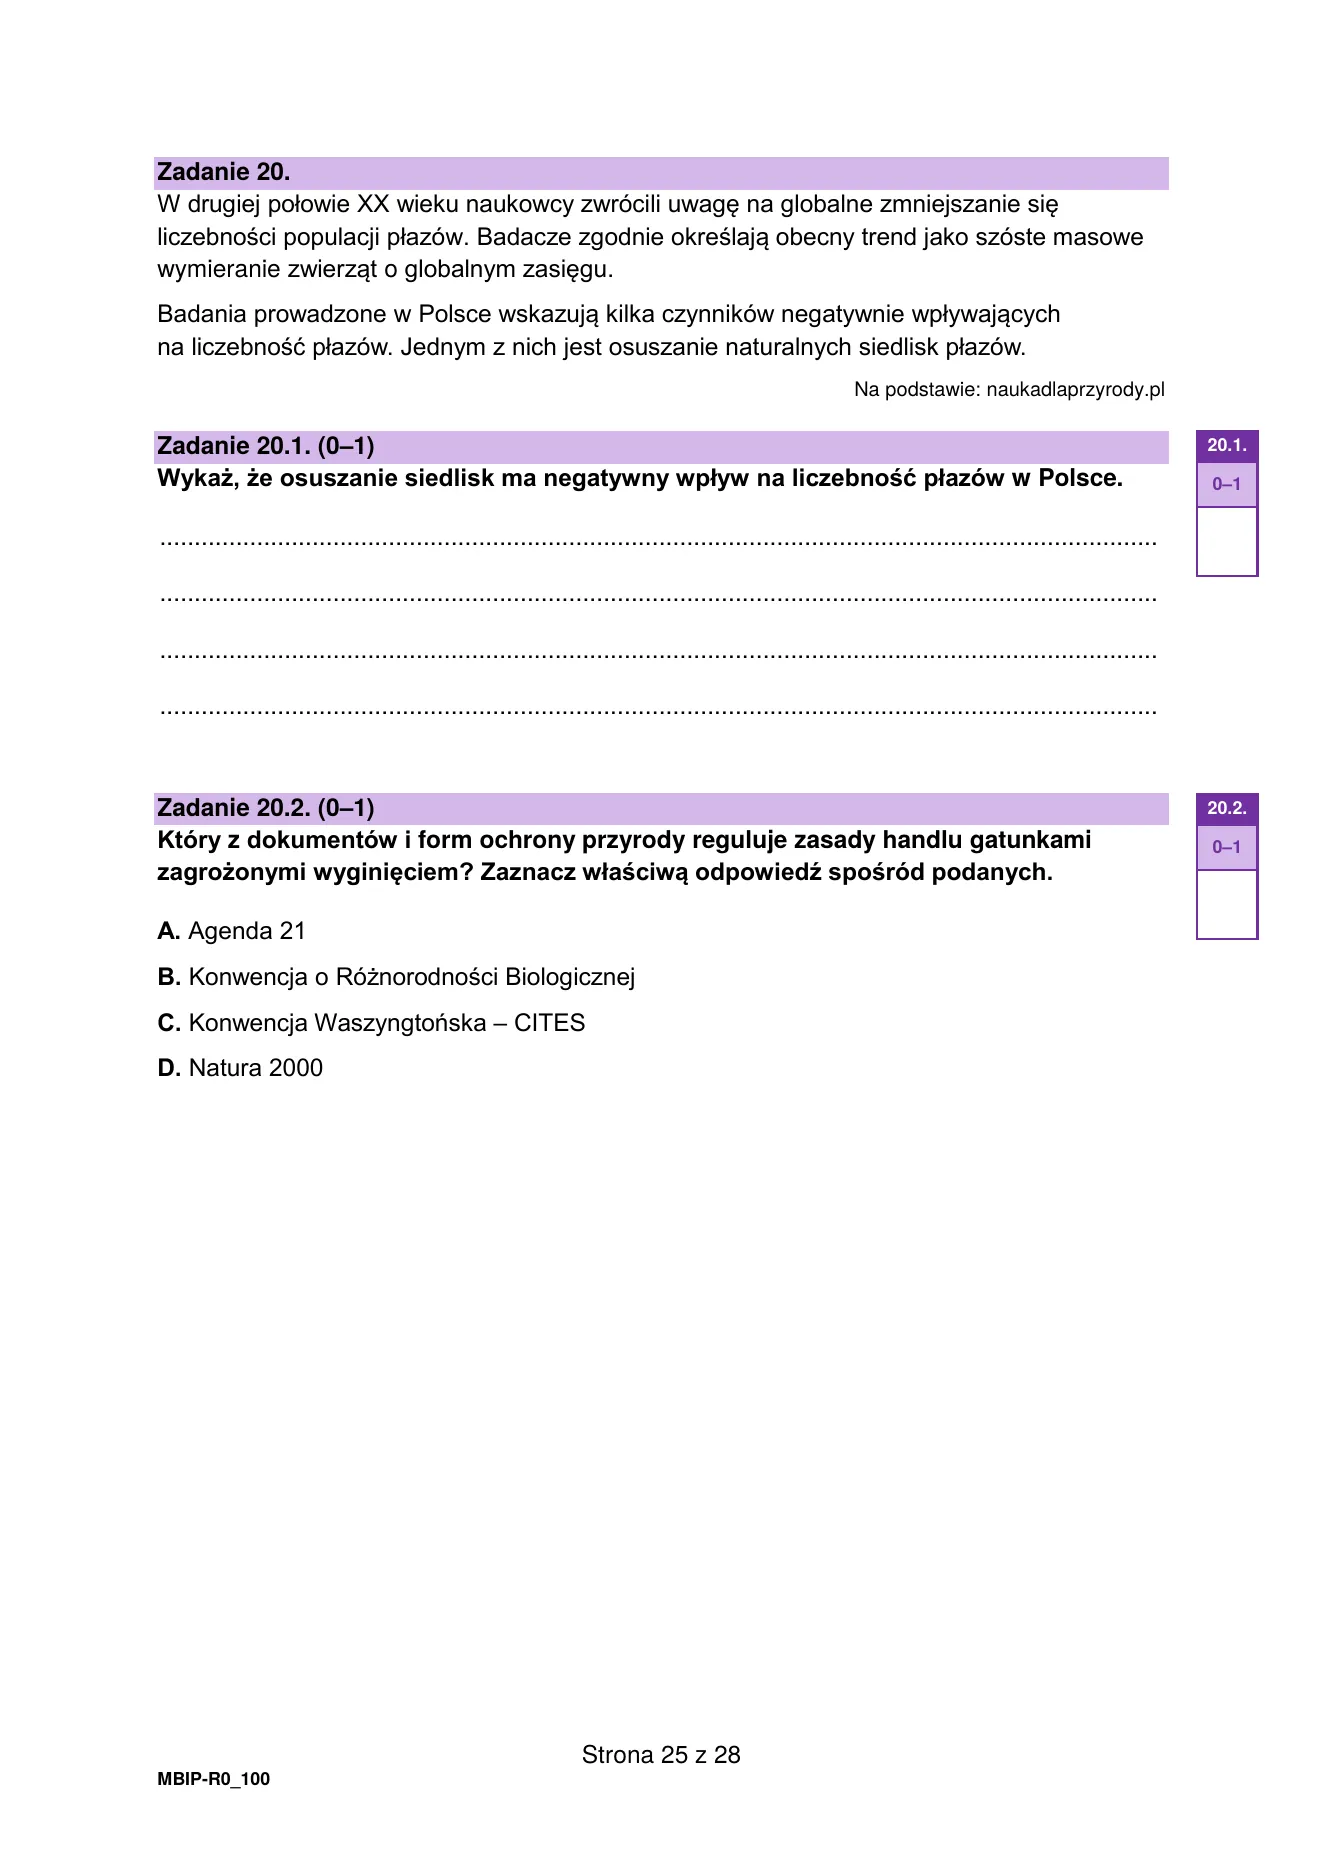 Zadanie 20.
W drugiej połowie XX wieku naukowcy zwrócili uwagę na globalne zmniejszanie się
liczebności populacji płazów. Badacze zgodnie określają obecny trend jako szóste masowe
wymieranie zwierząt o globalnym zasięgu.
Badania prowadzone w Polsce wskazują kilka czynników negatywnie wpływających
na liczebność płazów. Jednym z nich jest osuszanie naturalnych siedlisk płazów.
Na podstawie: naukadlaprzyrody.pl
Zadanie 20.1. (0–1)
20.1.
0–1
Wykaż, że osuszanie siedlisk ma negatywny wpływ na liczebność płazów w Polsce.
Zadanie 20.2. (0–1)
20.2.
0–1
Który z dokumentów i form ochrony przyrody reguluje zasady handlu gatunkami
zagrożonymi wyginięciem? Zaznacz właściwą odpowiedź spośród podanych.
A. Agenda 21
B. Konwencja o Różnorodności Biologicznej
C. Konwencja Waszyngtońska – CITES
D. Natura 2000
Strona 25 z 28
MBIP-R0_100